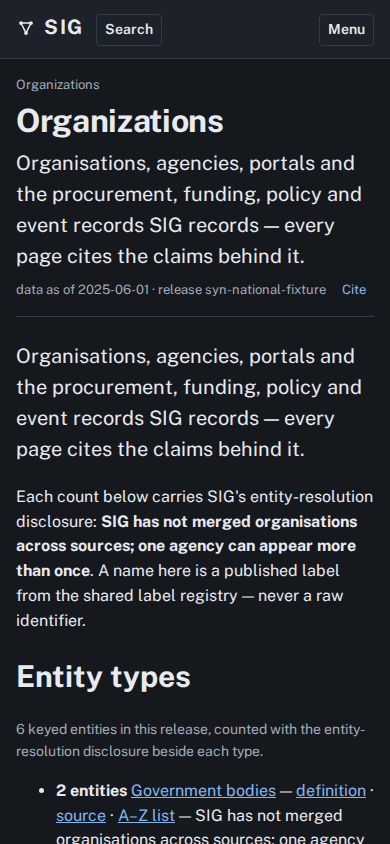 SIG Search Menu
Organizations
Organizations
Organisations, agencies, portals and
the procurement, funding, policy and
event records SIG records — every
page cites the claims behind it.
data as of 2025-06-01 · release syn-national-fixture Cite
Organisations, agencies, portals and
the procurement, funding, policy and
event records SIG records — every
page cites the claims behind it.
Each count below carries SIG's entity-resolution
disclosure: SIG has not merged organisations
across sources; one agency can appear more
than once. A name here is a published label
from the shared label registry — never a raw
identifier.
Entity types
6 keyed entities in this release, counted with the entity-
resolution disclosure beside each type.
• 2 entities Government bodies — definition ·
source · A–Z list — SIG has not merged
organisations across sources; one agency